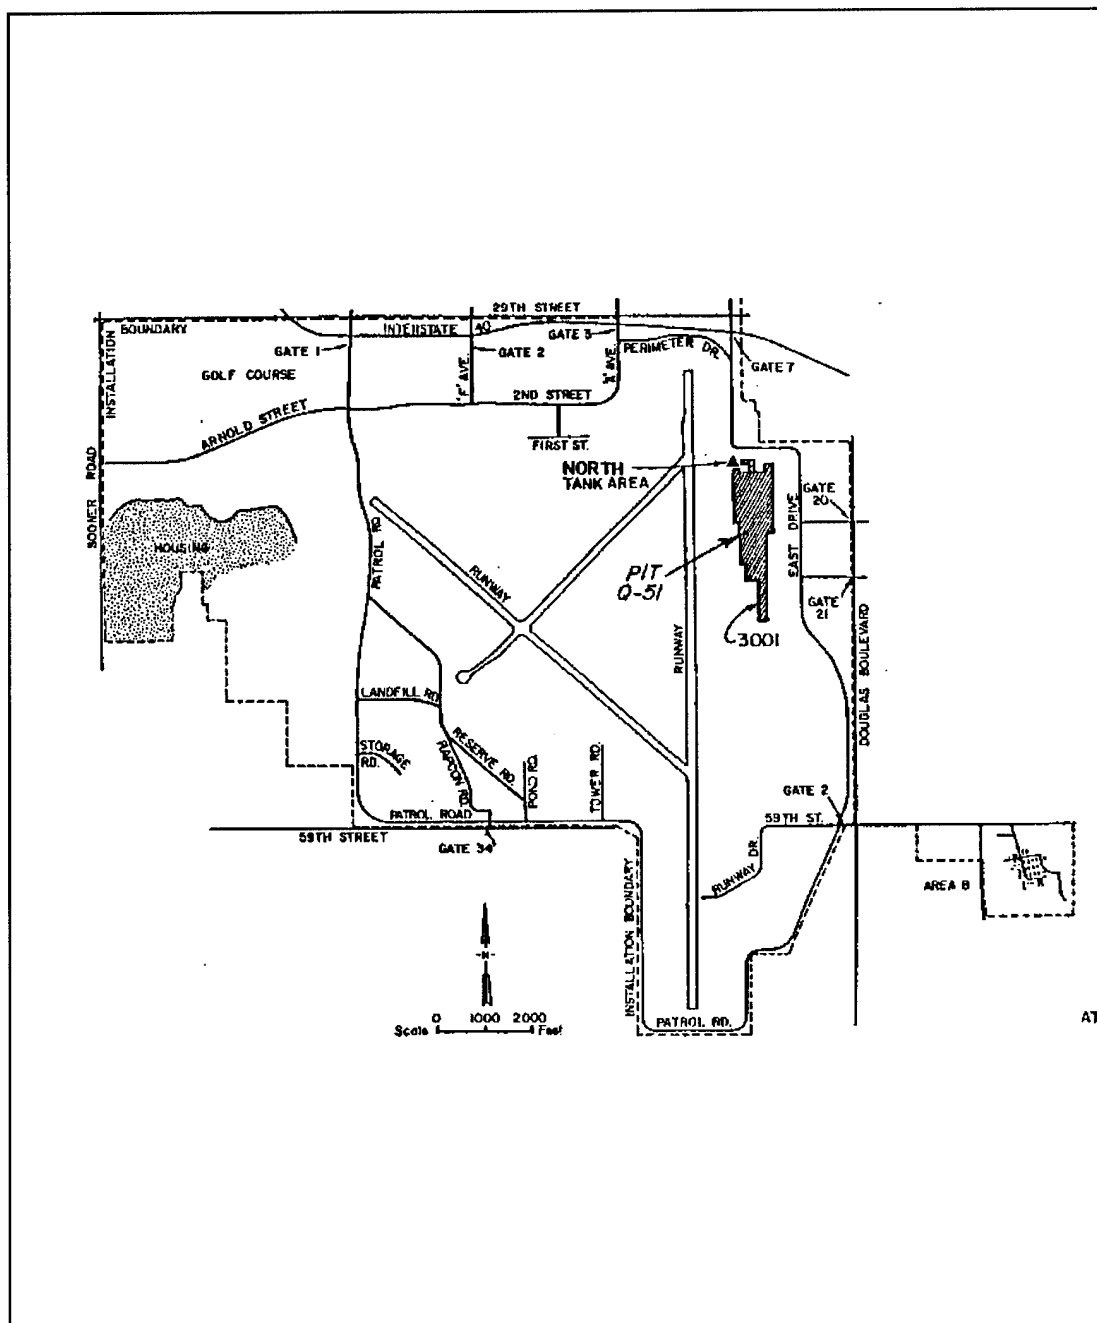 29TH STREET
BOUNDARY
INTERSTATE 40
GATE 3
INSTALLATION
GATE 1
GATE 2
PERIMETER DR.
GATE 7
GOLF COURSE
"F" AVE.
"A" AVE.
2ND STREET
ARNOLD STREET
FIRST ST.
SOONER ROAD
NORTH
TANK AREA
GATE
20
HOUSING
PATROL RD.
RUNWAY
EAST DRIVE
PIT
Q-51
GATE
21
3001
RUNWAY
DOUGLAS BOULEVARD
LANDFILL RD.
STORAGE
RD.
RAPCON RD.
RESERVE RD.
POND RD.
TOWER RD.
GATE 2
PATROL ROAD
59TH ST.
59TH STREET
GATE 34
RUNWAY DR.
AREA B
INSTALLATION BOUNDARY
N
0 1000 2000
Scale Feet
PATROL RD.
AT